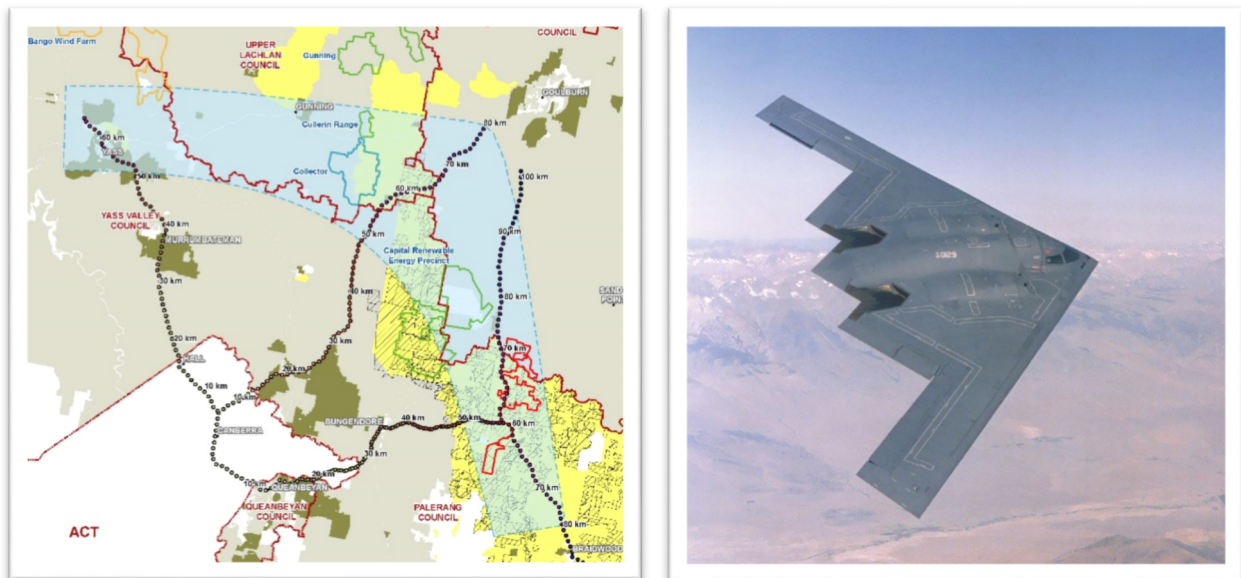 Bango Wind Farm
UPPER
LACHLAN
COUNCIL
Gunning
COUNCIL
GOULBURN
GUNNING
Cullerin Range
Collector
80 km
60 km
YASS
50 km
70 km
60 km
100 km
YASS VALLEY
COUNCIL
40 km
MURRUMBATEMAN
50 km
90 km
Capital Renewable
Energy Precinct
30 km
40 km
80 km
SAND
POIN
20 km
HALL
30 km
70 km
20 km
10 km
10 km
BUNGENDORE
40 km
50 km
60 km
CANBERRA
30 km
20 km
10 km
QUEANBEYAN
70 km
QUEANBEYAN
COUNCIL
PALERANG
COUNCIL
80 km
ACT
BRAIDWOOD